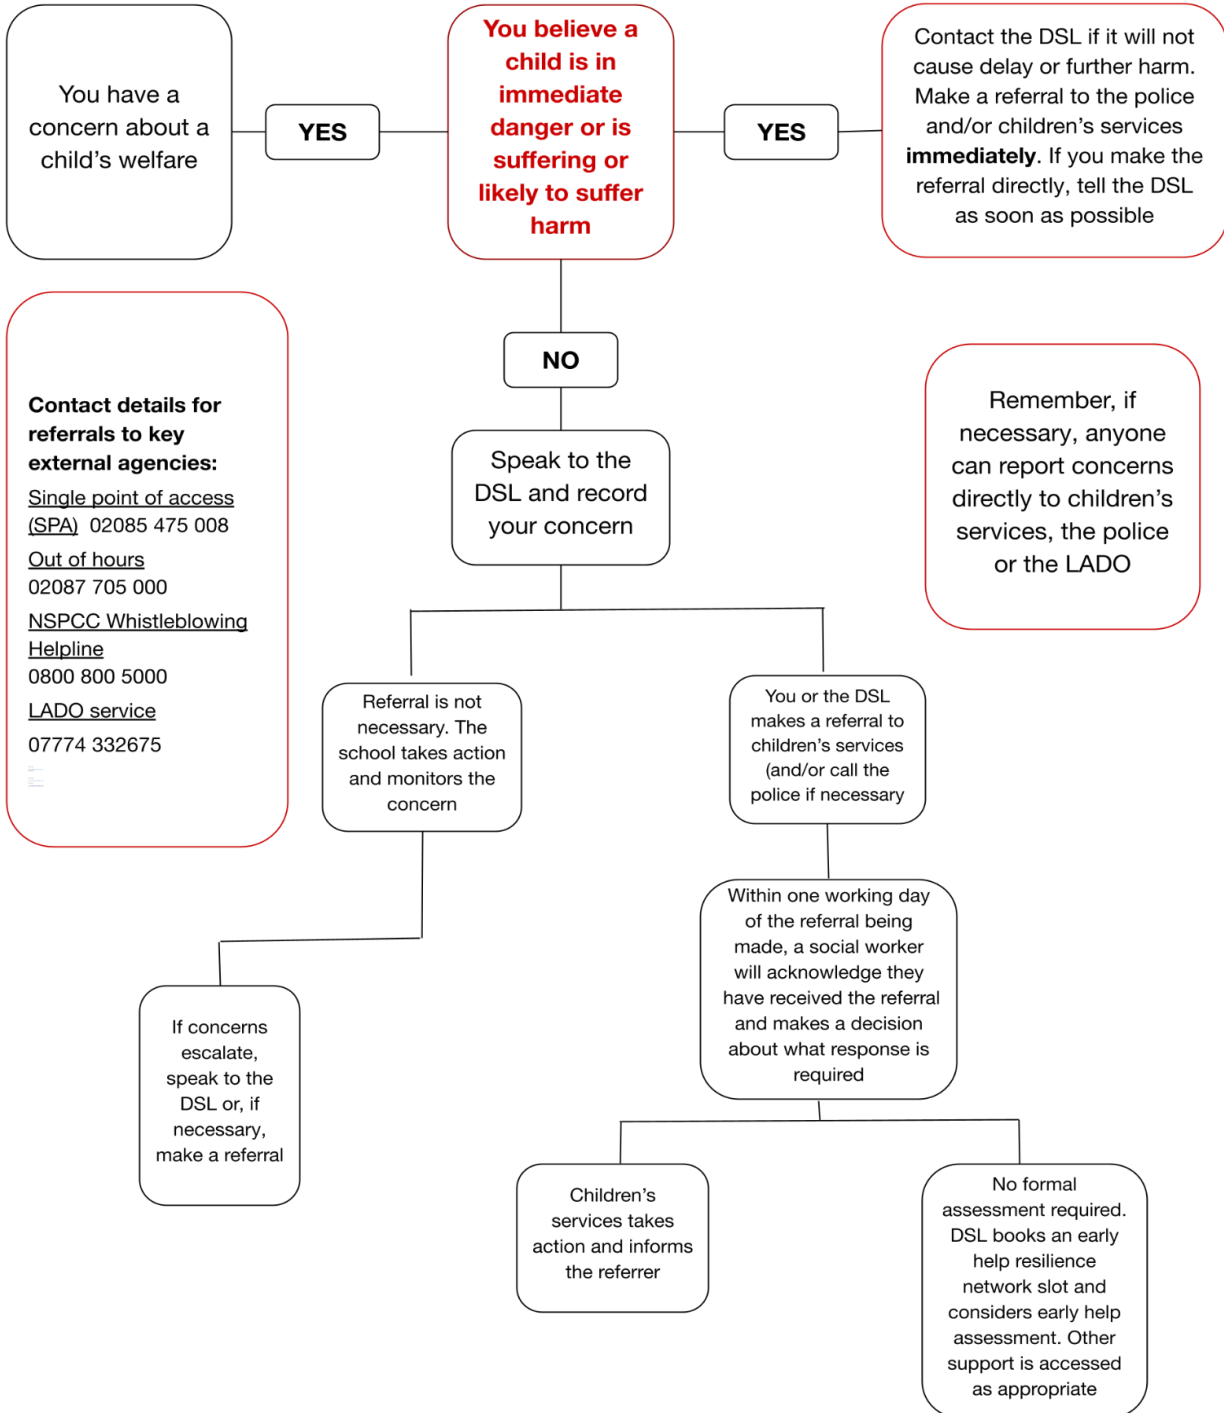 You have a
concern about a
child's welfare
YES
You believe a
child is in
immediate
danger or is
suffering or
likely to suffer
harm
YES
Contact the DSL if it will not
cause delay or further harm.
Make a referral to the police
and/or children's services
immediately. If you make the
referral directly, tell the DSL
as soon as possible
Contact details for
referrals to key
external agencies:
Single point of access
(SPA) 02085 475 008
Out of hours
02087 705 000
NSPCC Whistleblowing
Helpline
0800 800 5000
LADO service
07774 332675
NO
Speak to the
DSL and record
your concern
Remember, if
necessary, anyone
can report concerns
directly to children's
services, the police
or the LADO
Referral is not
necessary. The
school takes action
and monitors the
concern
You or the DSL
makes a referral to
children's services
(and/or call the
police if necessary
Within one working day
of the referral being
made, a social worker
will acknowledge they
have received the referral
and makes a decision
about what response is
required
If concerns
escalate,
speak to the
DSL or, if
necessary,
make a referral
Children's
services takes
action and informs
the referrer
No formal
assessment required.
DSL books an early
help resilience
network slot and
considers early help
assessment. Other
support is accessed
as appropriate